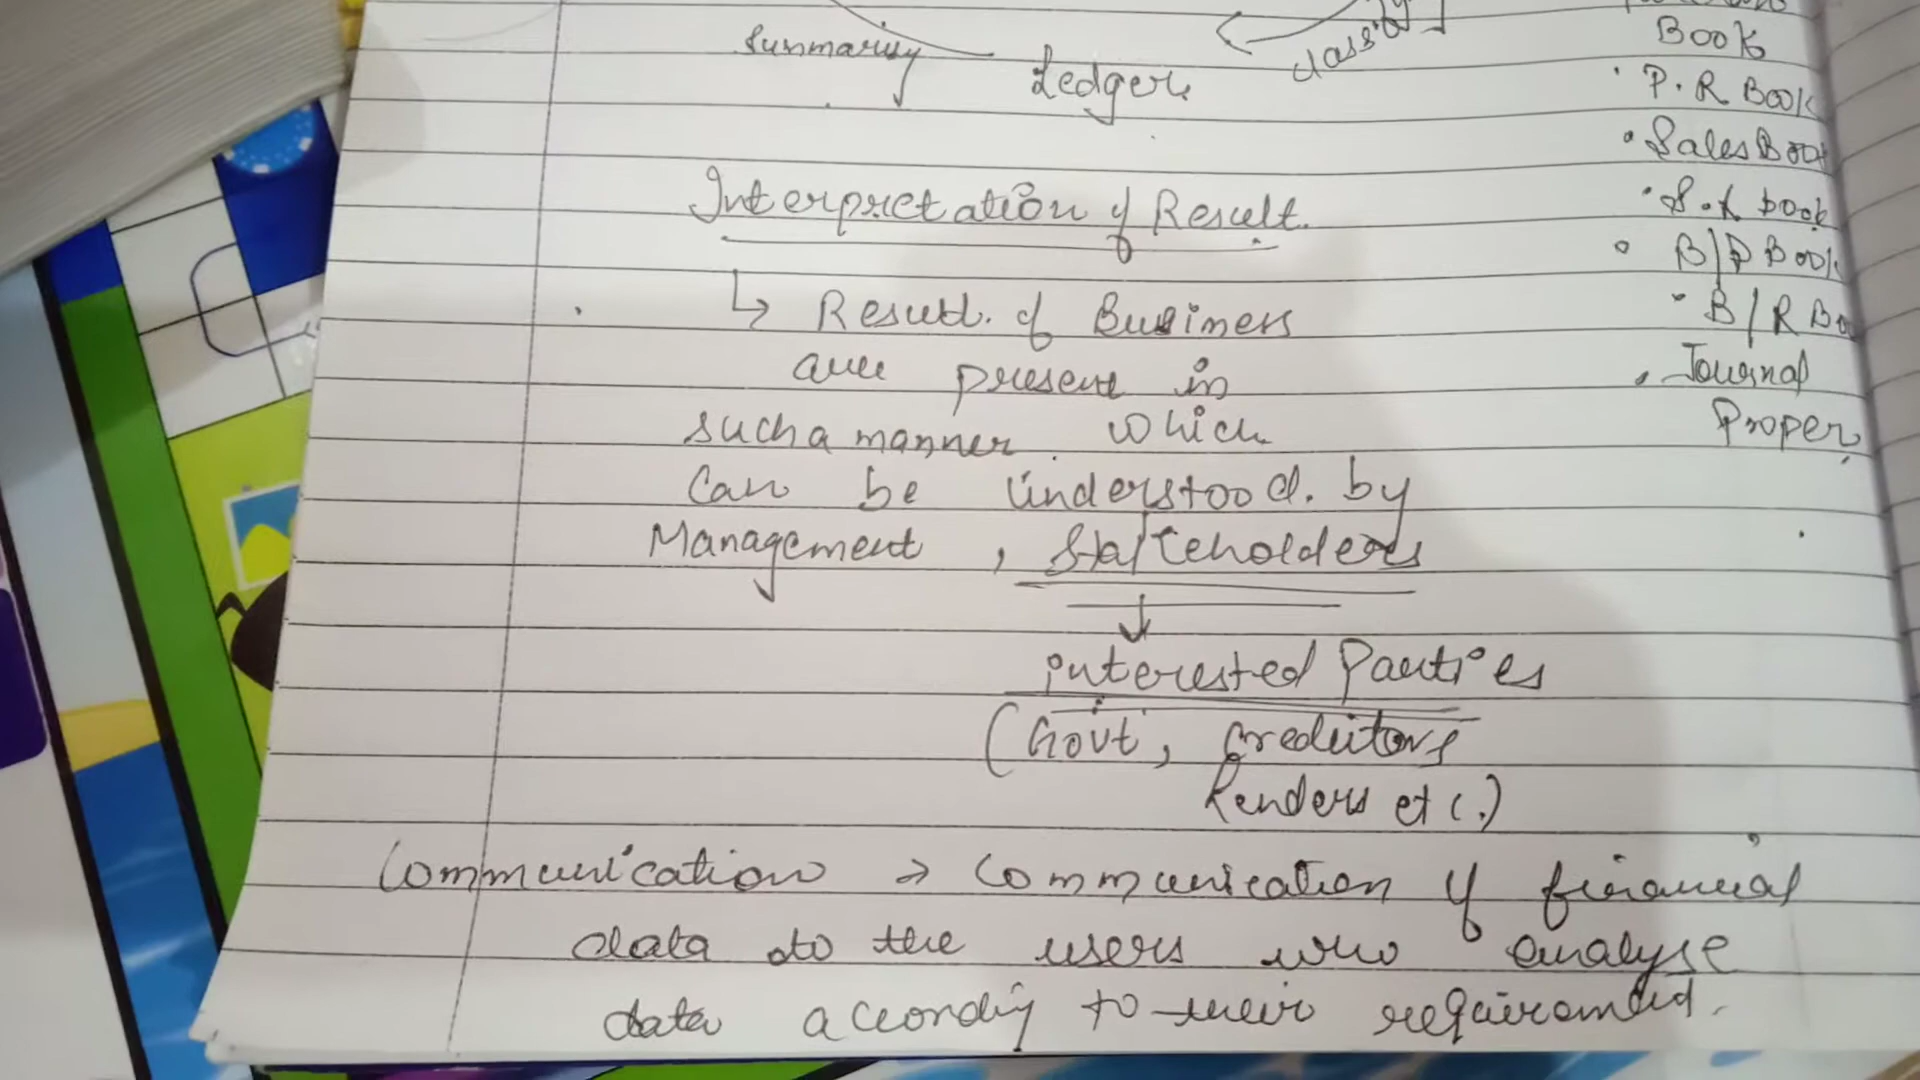 summary
Ledger.
classify
Book
• P. R Book
• Sales Book
• S. R book
• B/P Book
• B/R Bo
• Journal
Proper
Interpretation of Result.
↳ Result. of Business
are present in
such a manner which
can be understood. by
Management , Stakeholders
↓
interested Parties
(Govt, creditors
lenders etc.)
Communication → Communication of financial
data to the users who analyse
data according to their requirement.